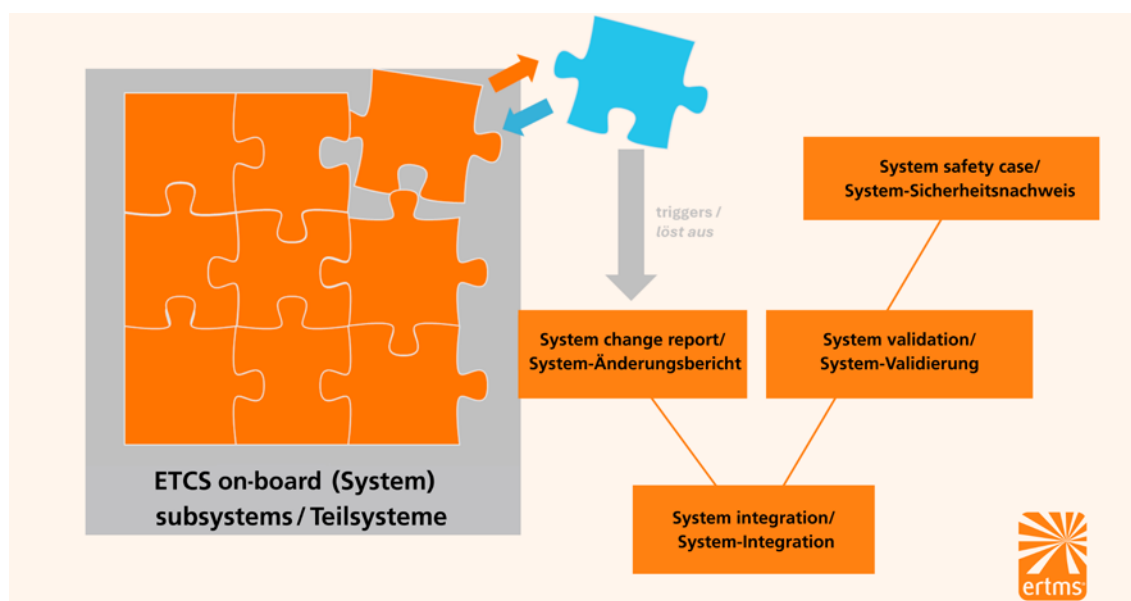 triggers /
löst aus
System safety case/
System-Sicherheitsnachweis
System change report/
System-Änderungsbericht
System validation/
System-Validierung
ETCS on-board (System)
subsystems / Teilsysteme
System integration/
System-Integration
ertms